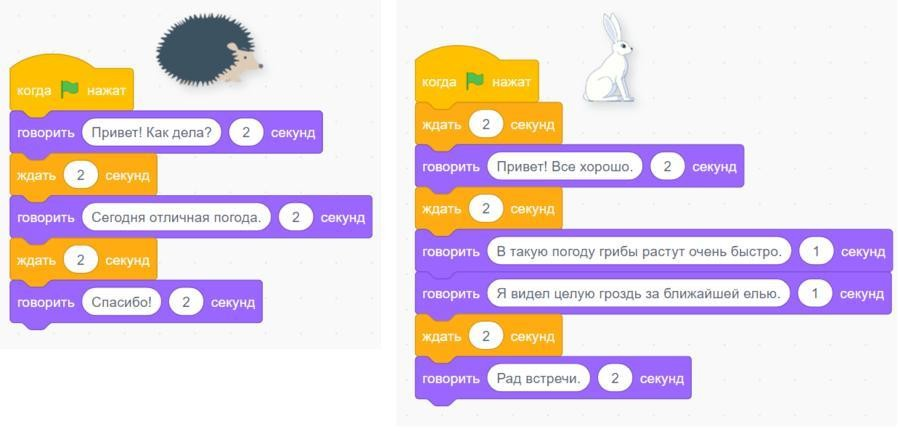 когда нажат
говорить Привет! Как дела? 2 секунд
ждать 2 секунд
говорить Сегодня отличная погода. 2 секунд
ждать 2 секунд
говорить Спасибо! 2 секунд
когда нажат
ждать 2 секунд
говорить Привет! Все хорошо. 2 секунд
ждать 2 секунд
говорить В такую погоду грибы растут очень быстро. 1 секунд
говорить Я видел целую гроздь за ближайшей елью. 1 секунд
ждать 2 секунд
говорить Рад встречи. 2 секунд